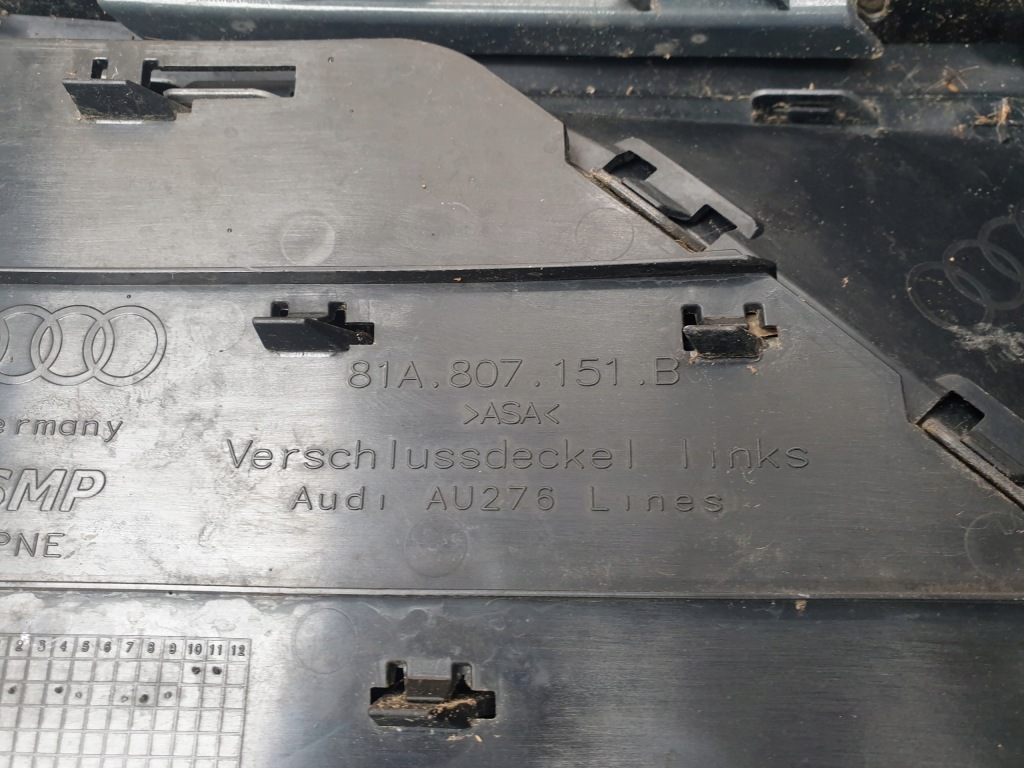 81A.807.151.B
>ASA<
Verschlussdeckel links
Audi AU276 Lines
ermany
SMP
PNE
2 3 4 5 6 7 8 9 10 11 12